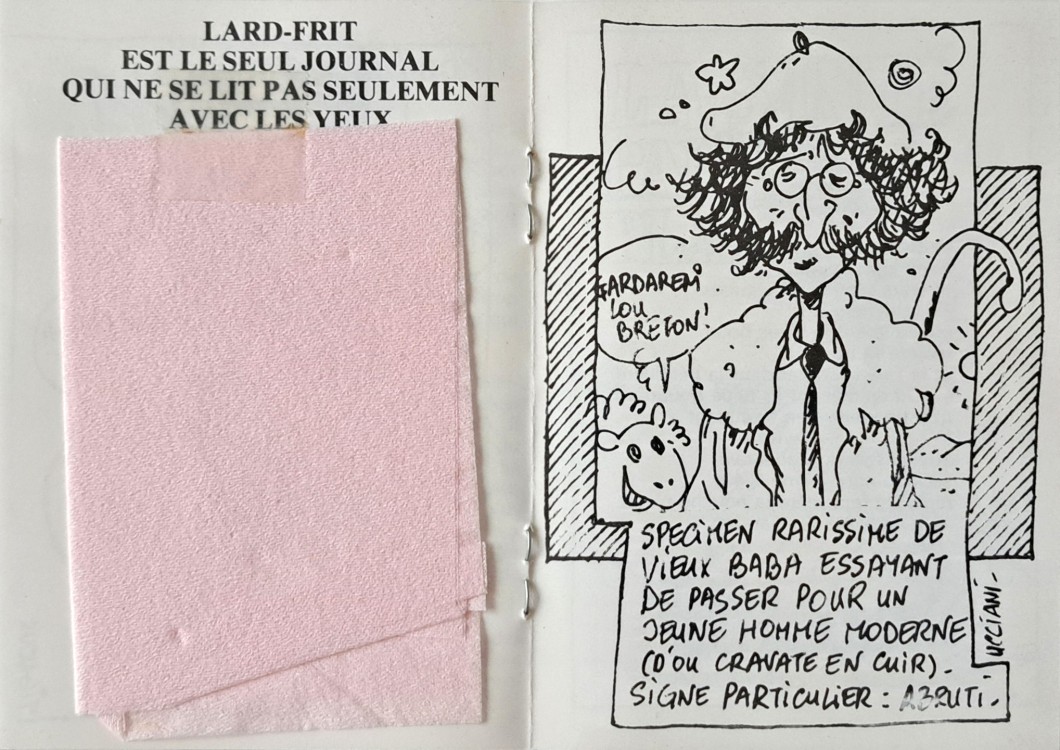 LARD-FRIT
EST LE SEUL JOURNAL
QUI NE SE LIT PAS SEULEMENT
AVEC LES YEUX
GARDAREM
LOU
BRETON!
SPECIMEN RARISSIME DE
VIEUX BABA ESSAYANT
DE PASSER POUR UN
JEUNE HOMME MODERNE
(D'OU CRAVATE EN CUIR).
SIGNE PARTICULIER : ABRUTI.
UCCIANI